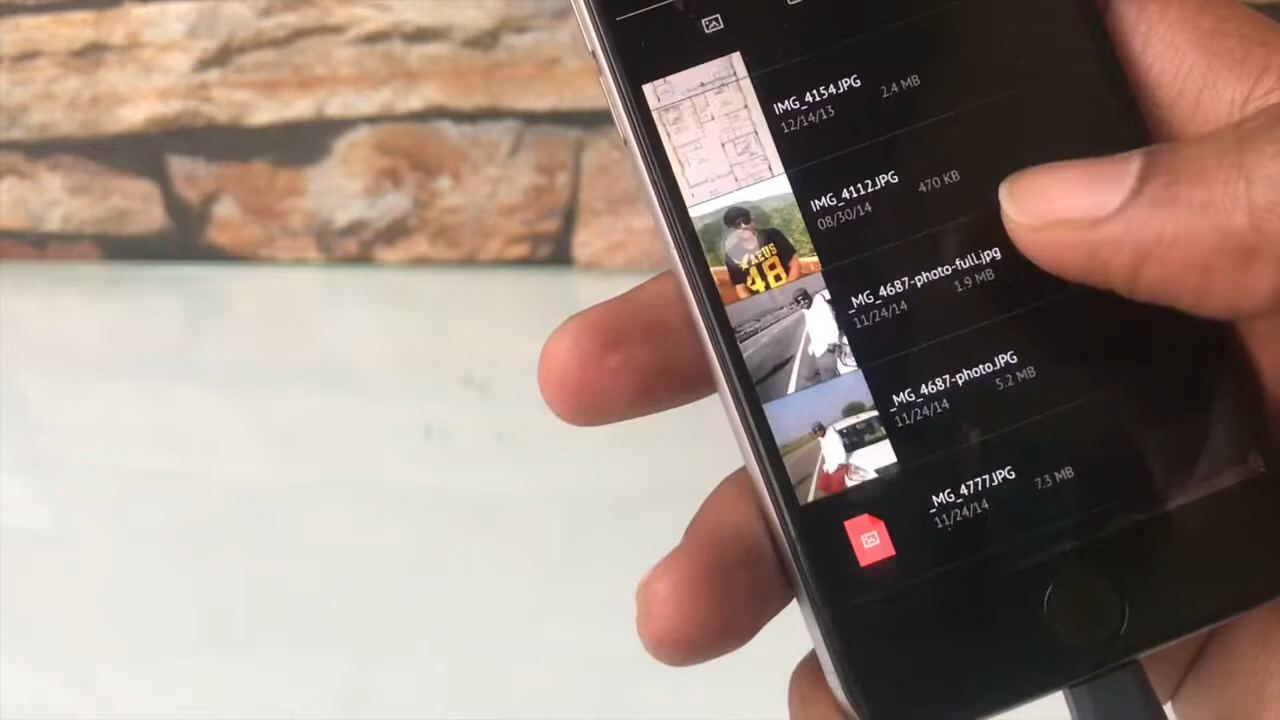 IMG_4154.JPG
12/14/13
2.4 MB
IMG_4112.JPG
08/30/14
470 KB
48
_MG_4687-photo-full.jpg
11/24/14
1.9 MB
_MG_4687-photo.JPG
11/24/14
5.2 MB
_MG_4777.JPG
11/24/14
7.3 MB